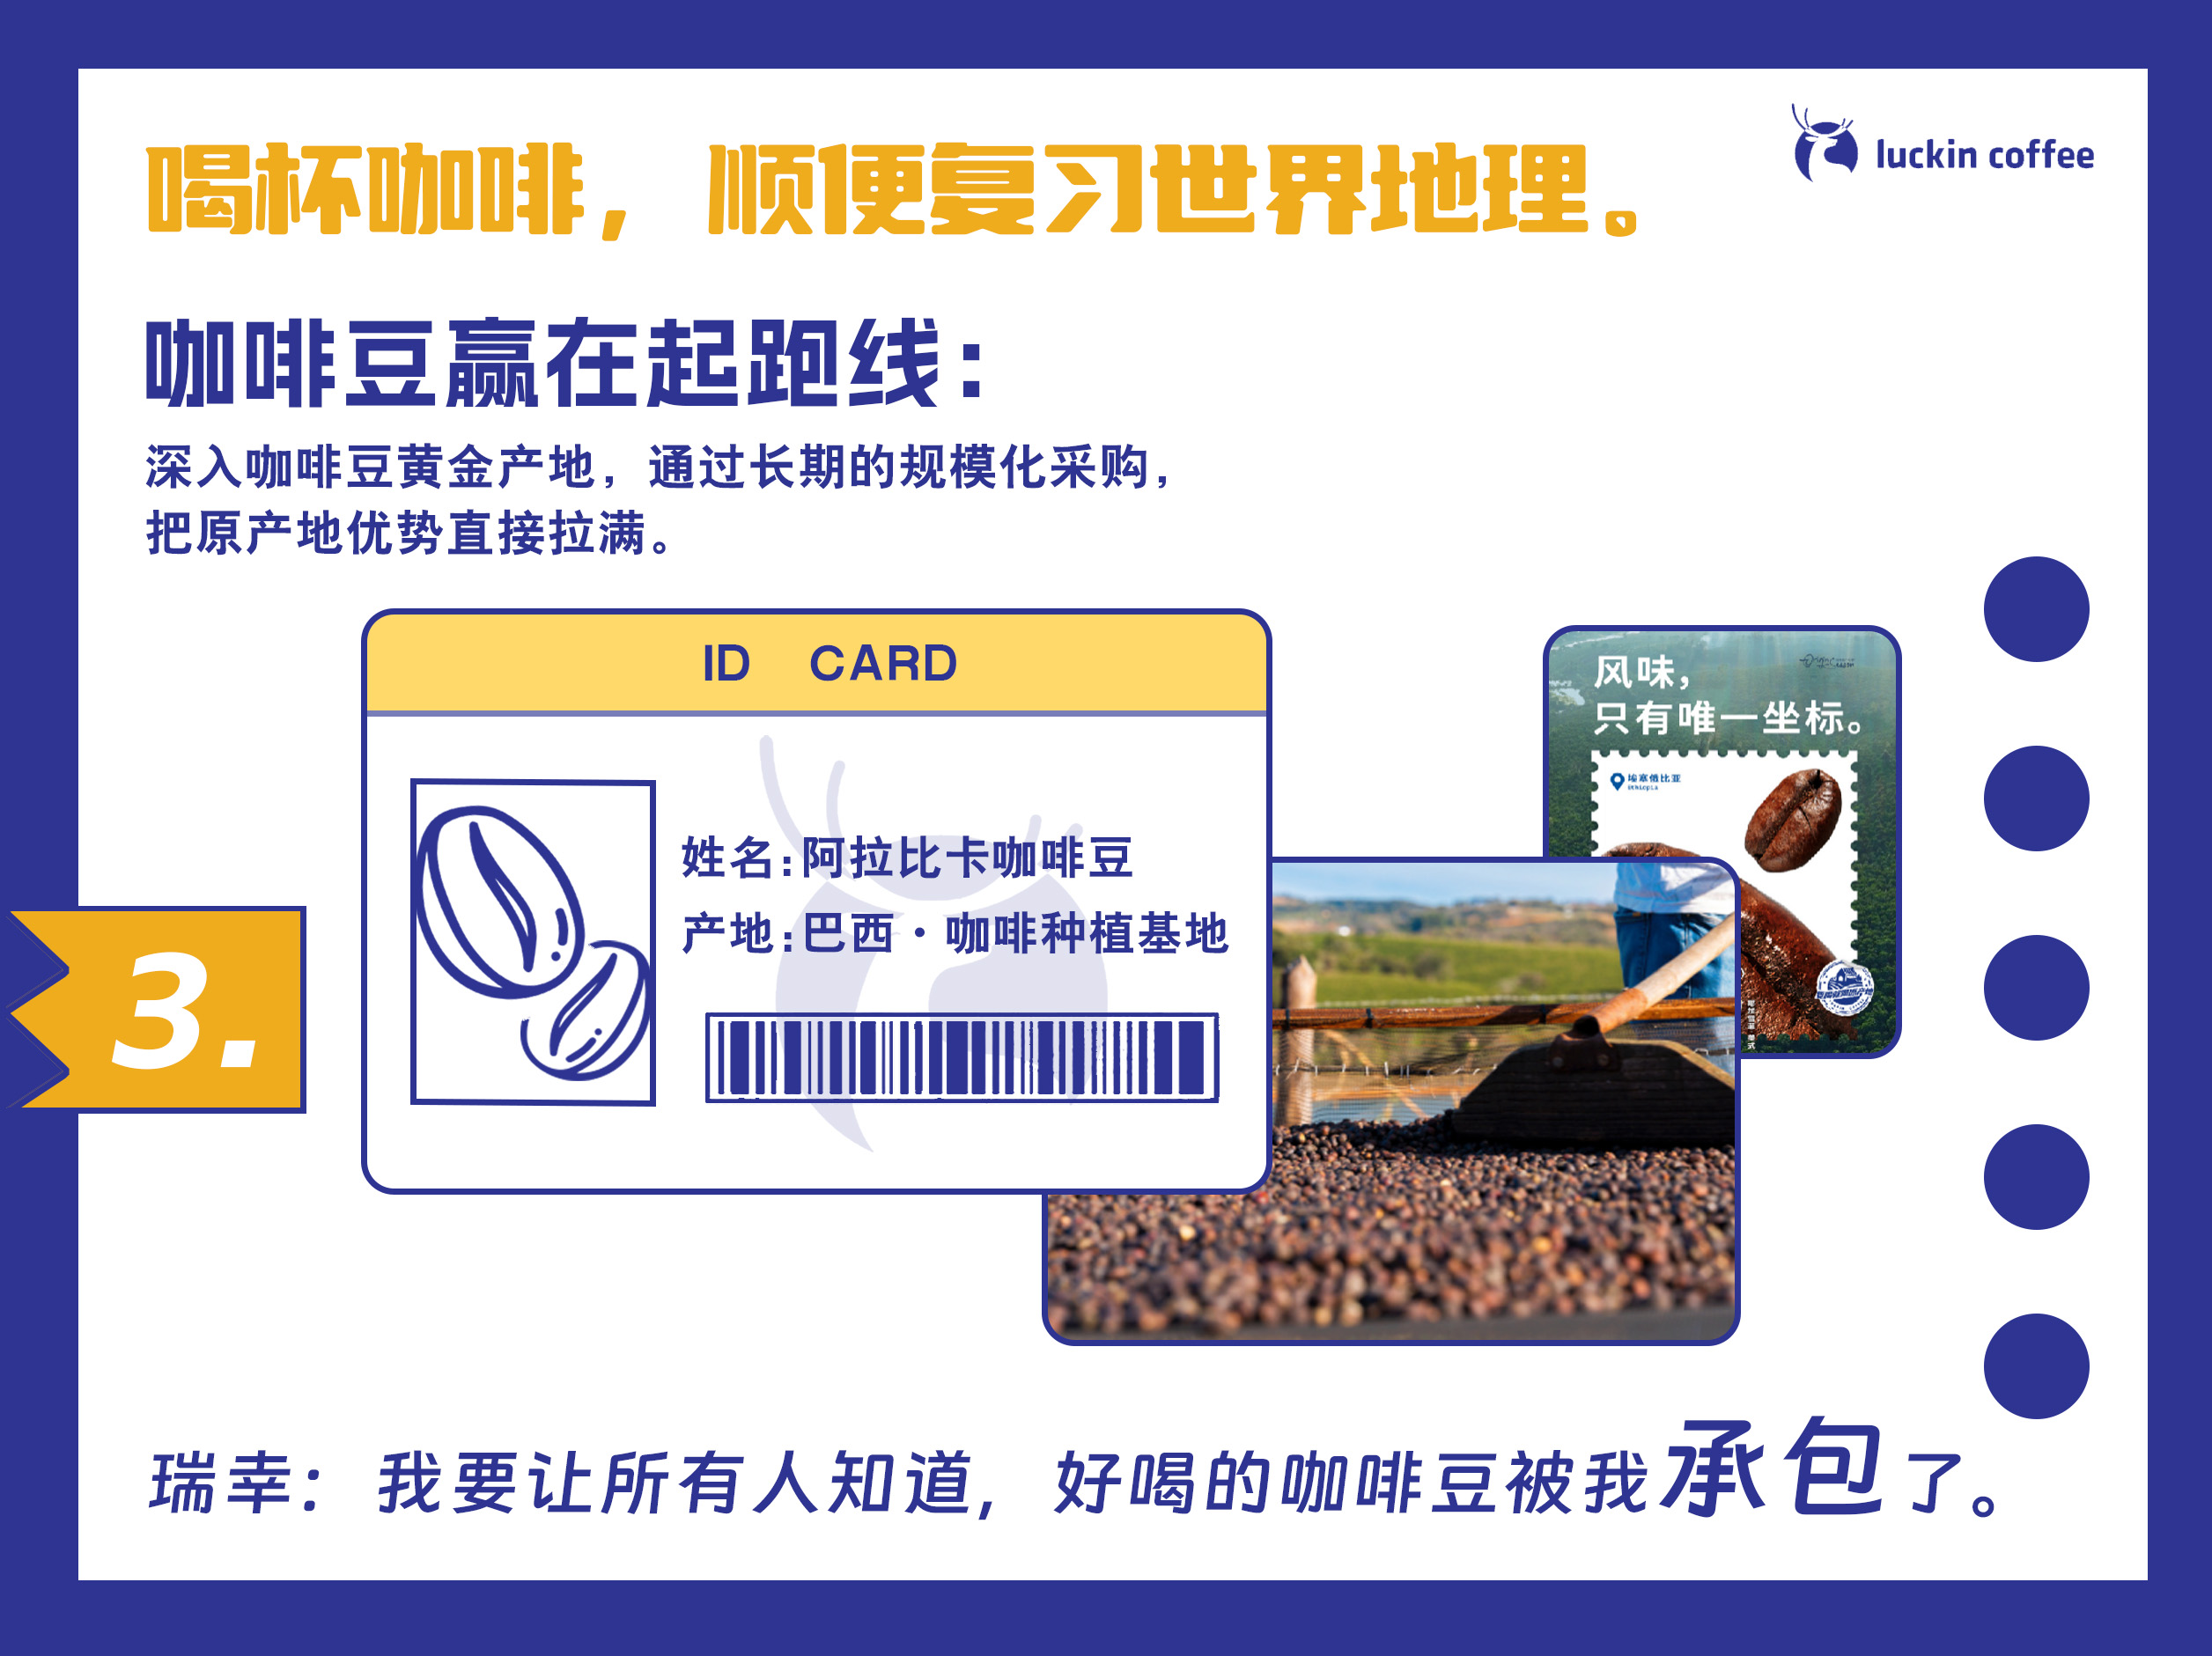 喝杯咖啡，顺便复习世界地理。
luckin coffee
咖啡豆赢在起跑线：
深入咖啡豆黄金产地，通过长期的规模化采购，
把原产地优势直接拉满。
ID CARD
姓名:阿拉比卡咖啡豆
产地:巴西·咖啡种植基地
风味，
只有唯一坐标。
埃塞俄比亚
Ethiopia
3.
瑞幸：我要让所有人知道，好喝的咖啡豆被我承包了。